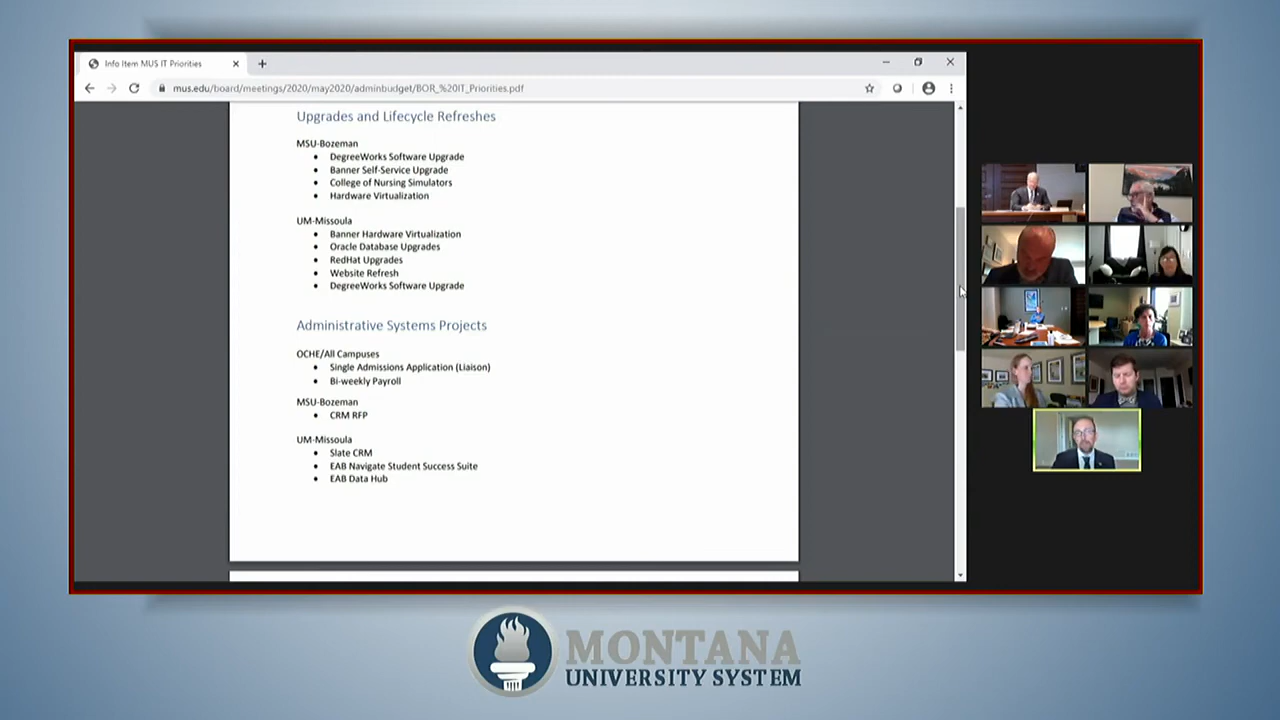 Info Item MUS IT Priorities
mus.edu/board/meetings/2020/may2020/adminbudget/BOR_%20IT_Priorities.pdf
Upgrades and Lifecycle Refreshes
MSU-Bozeman
• DegreeWorks Software Upgrade
• Banner Self-Service Upgrade
• College of Nursing Simulators
• Hardware Virtualization
UM-Missoula
• Banner Hardware Virtualization
• Oracle Database Upgrades
• RedHat Upgrades
• Website Refresh
• DegreeWorks Software Upgrade
Administrative Systems Projects
OCHE/All Campuses
• Single Admissions Application (Liaison)
• Bi-weekly Payroll
MSU-Bozeman
• CRM RFP
UM-Missoula
• Slate CRM
• EAB Navigate Student Success Suite
• EAB Data Hub
MONTANA
UNIVERSITY SYSTEM